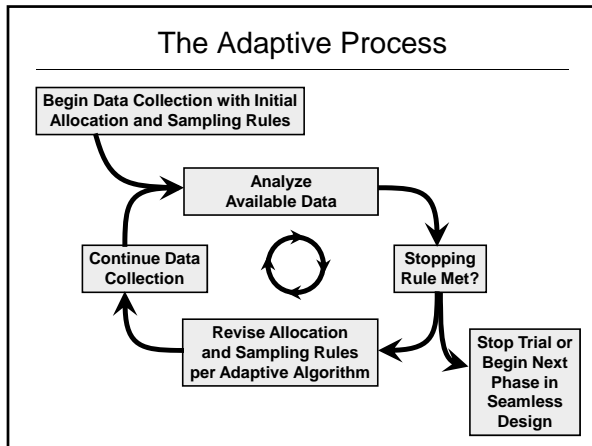 The Adaptive Process
Begin Data Collection with Initial
Allocation and Sampling Rules
Analyze
Available Data
Continue Data
Collection
Stopping
Rule Met?
Revise Allocation
and Sampling Rules
per Adaptive Algorithm
Stop Trial or
Begin Next
Phase in
Seamless
Design